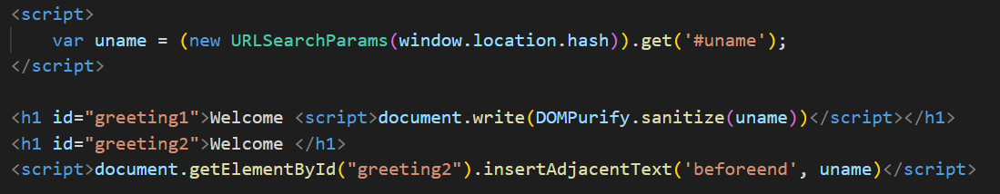 <script>
var uname = (new URLSearchParams(window.location.hash)).get('#uname');
</script>
<h1 id="greeting1">Welcome <script>document.write(DOMPurify.sanitize(uname))</script></h1>
<h1 id="greeting2">Welcome </h1>
<script>document.getElementById("greeting2").insertAdjacentText('beforeend', uname)</script>